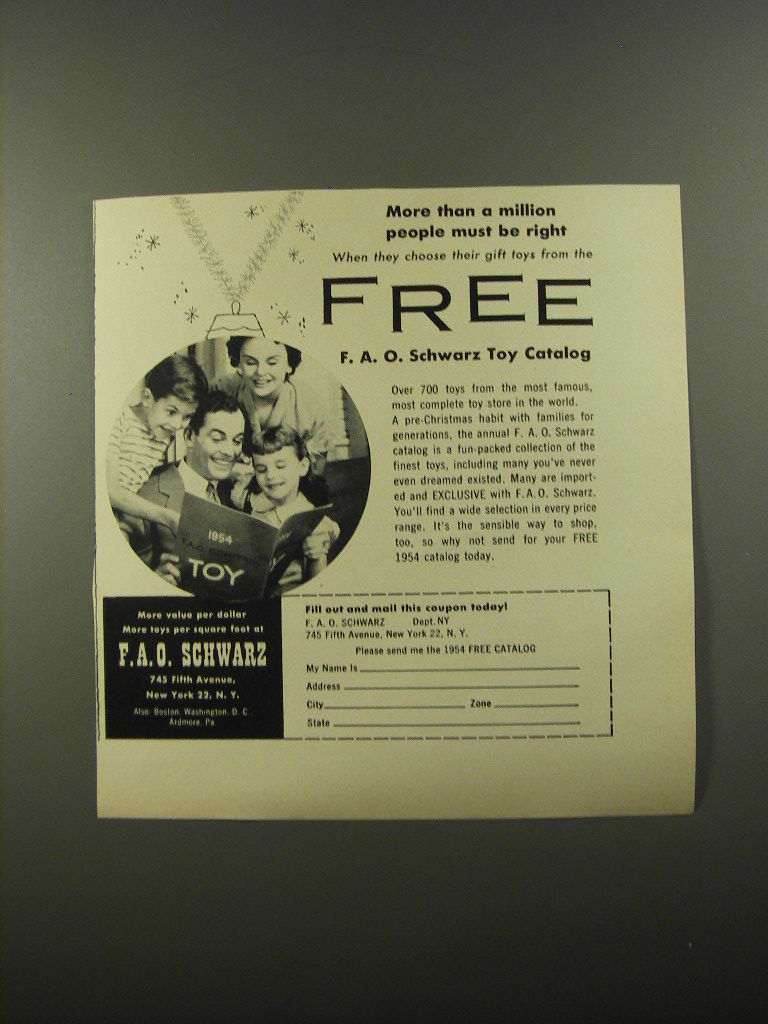 More than a million
people must be right
When they choose their gift toys from the
FREE
F. A. O. Schwarz Toy Catalog
Over 700 toys from the most famous,
most complete toy store in the world.
A pre-Christmas habit with families for
generations, the annual F. A. O. Schwarz
catalog is a fun-packed collection of the
finest toys, including many you've never
even dreamed existed. Many are import-
ed and EXCLUSIVE with F.A.O. Schwarz.
You'll find a wide selection in every price
range. It's the sensible way to shop,
too, so why not send for your FREE
1954 catalog today.
1954
F.A.O. SCHWARZ
TOY
More value per dollar
More toys per square foot at
F.A.O. SCHWARZ
745 Fifth Avenue,
New York 22, N. Y.
Also: Boston, Washington, D. C.,
Ardmore, Pa.
Fill out and mail this coupon today!
F. A. O. SCHWARZ Dept. NY
745 Fifth Avenue, New York 22, N. Y.
Please send me the 1954 FREE CATALOG
My Name Is
Address
City Zone
State